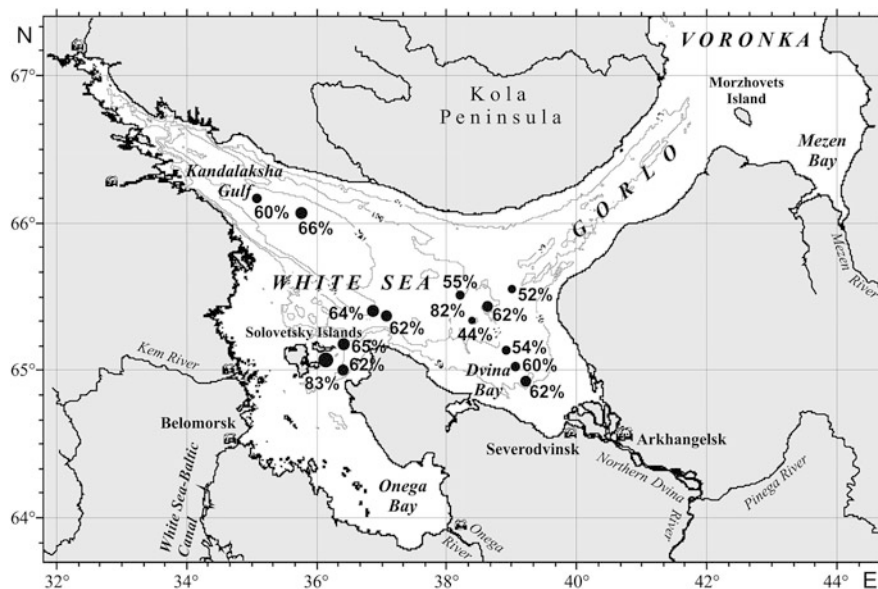 N
VORONKA
67°
Morzhovets
Island
Kola
Peninsula
Mezen
Bay
Kandalaksha
Gulf
GORLO
60%
66°
66%
Mezen
River
WHITE SEA
55%
52%
82%
62%
64%
62%
44%
Solovetsky Islands
65%
54%
Kem River
65°
62%
60%
Dvina
Bay
83%
62%
Belomorsk
Severodvinsk
Arkhangelsk
White Sea-Baltic
Canal
Northern Dvina
River
Pinega River
Onega
Bay
64°
Onega
River
32° 34° 36° 38° 40° 42° 44° E